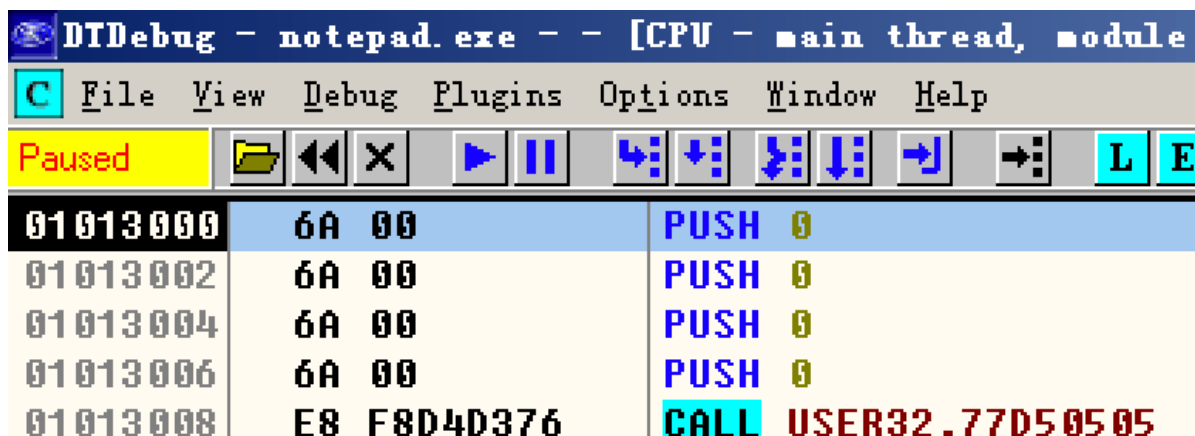 DTDebug - notepad.exe - - [CPU - main thread, module
C File View Debug Plugins Options Window Help
Paused L E
01013000 6A 00 PUSH 0
01013002 6A 00 PUSH 0
01013004 6A 00 PUSH 0
01013006 6A 00 PUSH 0
01013008 E8 F8D4D376 CALL USER32.77D50505